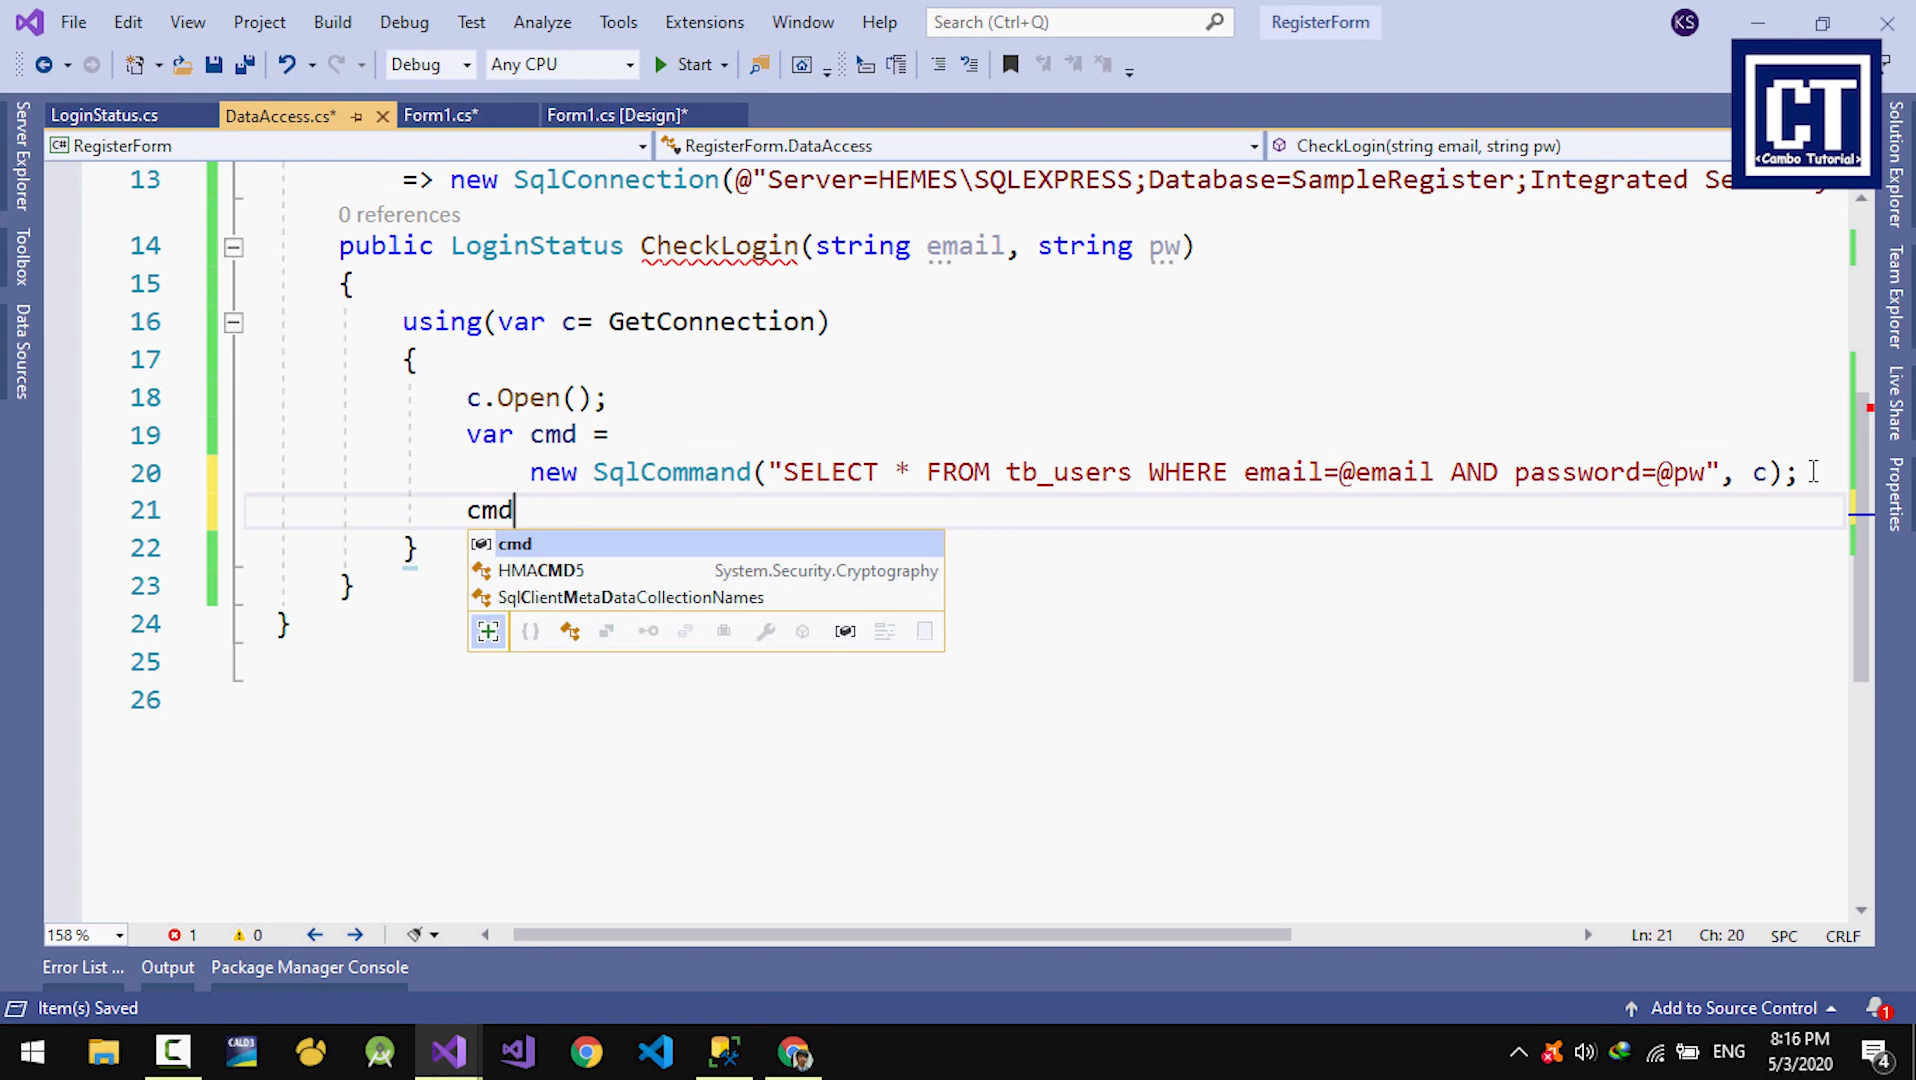 File Edit View Project Build Debug Test Analyze Tools Extensions Window Help Search (Ctrl+Q) RegisterForm KS
Debug Any CPU Start
LoginStatus.cs DataAccess.cs* Form1.cs* Form1.cs [Design]*
C# RegisterForm RegisterForm.DataAccess CheckLogin(string email, string pw)
CT
<Cambo Tutorial>
Server Explorer
Toolbox
Data Sources
Solution Explorer
Team Explorer
Live Share
Properties
13 => new SqlConnection(@"Server=HEMES\SQLEXPRESS;Database=SampleRegister;Integrated
0 references
14 public LoginStatus CheckLogin(string email, string pw)
15 {
16 using(var c= GetConnection)
17 {
18 c.Open();
19 var cmd =
20 new SqlCommand("SELECT * FROM tb_users WHERE email=@email AND password=@pw", c);
21 cmd
22 }
23 }
24 }
25
26
cmd
HMACMD5 System.Security.Cryptography
SqlClientMetaDataCollectionNames
158 % 1 0 Ln: 21 Ch: 20 SPC CRLF
Error List ... Output Package Manager Console
Item(s) Saved Add to Source Control 1
CALD3 ENG 8:16 PM
5/3/2020 4